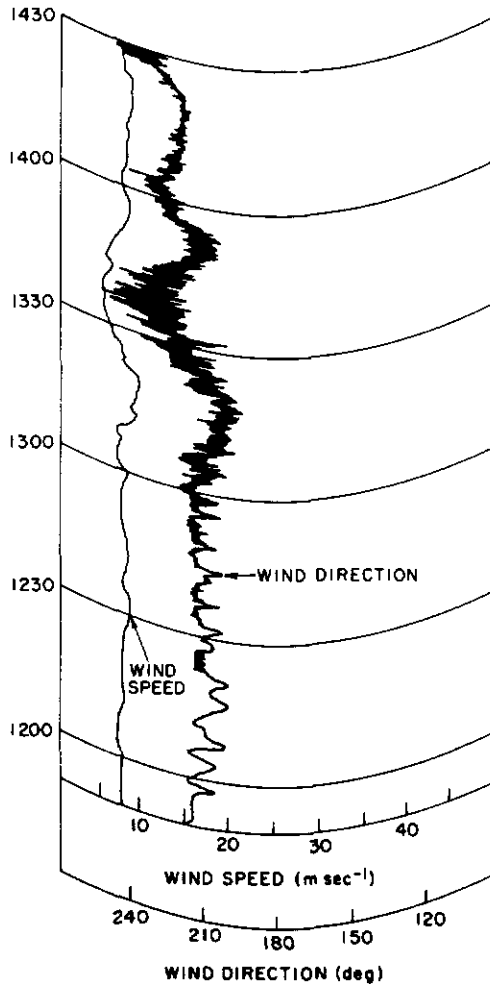 1430
1400
1330
1300
1230
1200
WIND DIRECTION
WIND
SPEED
10 20 30 40
WIND SPEED (m sec⁻¹)
240 210 180 150 120
WIND DIRECTION (deg)